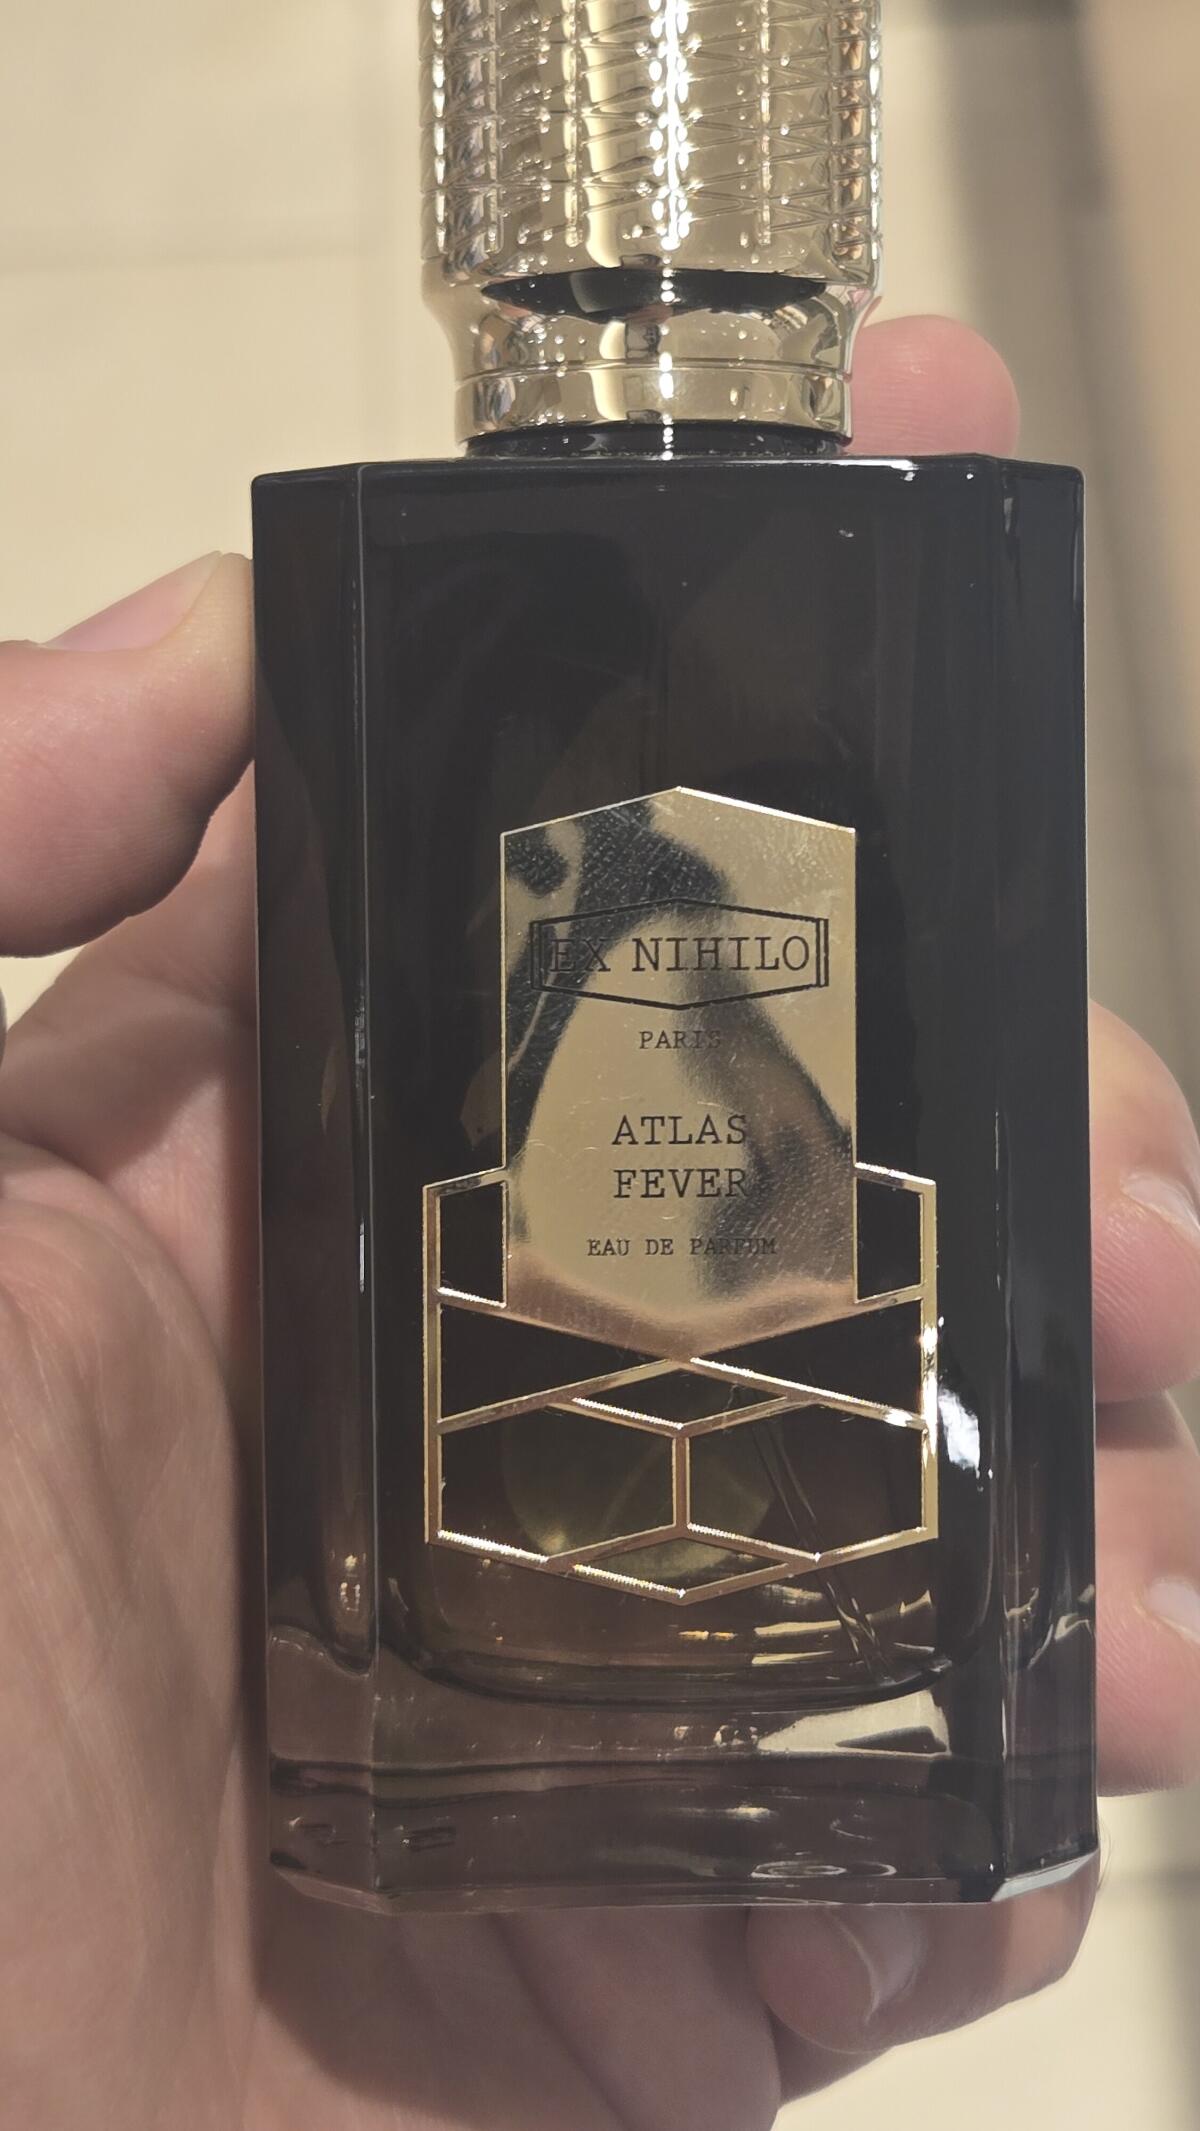 EX NIHILO
PARIS
ATLAS
FEVER
EAU DE PARFUM